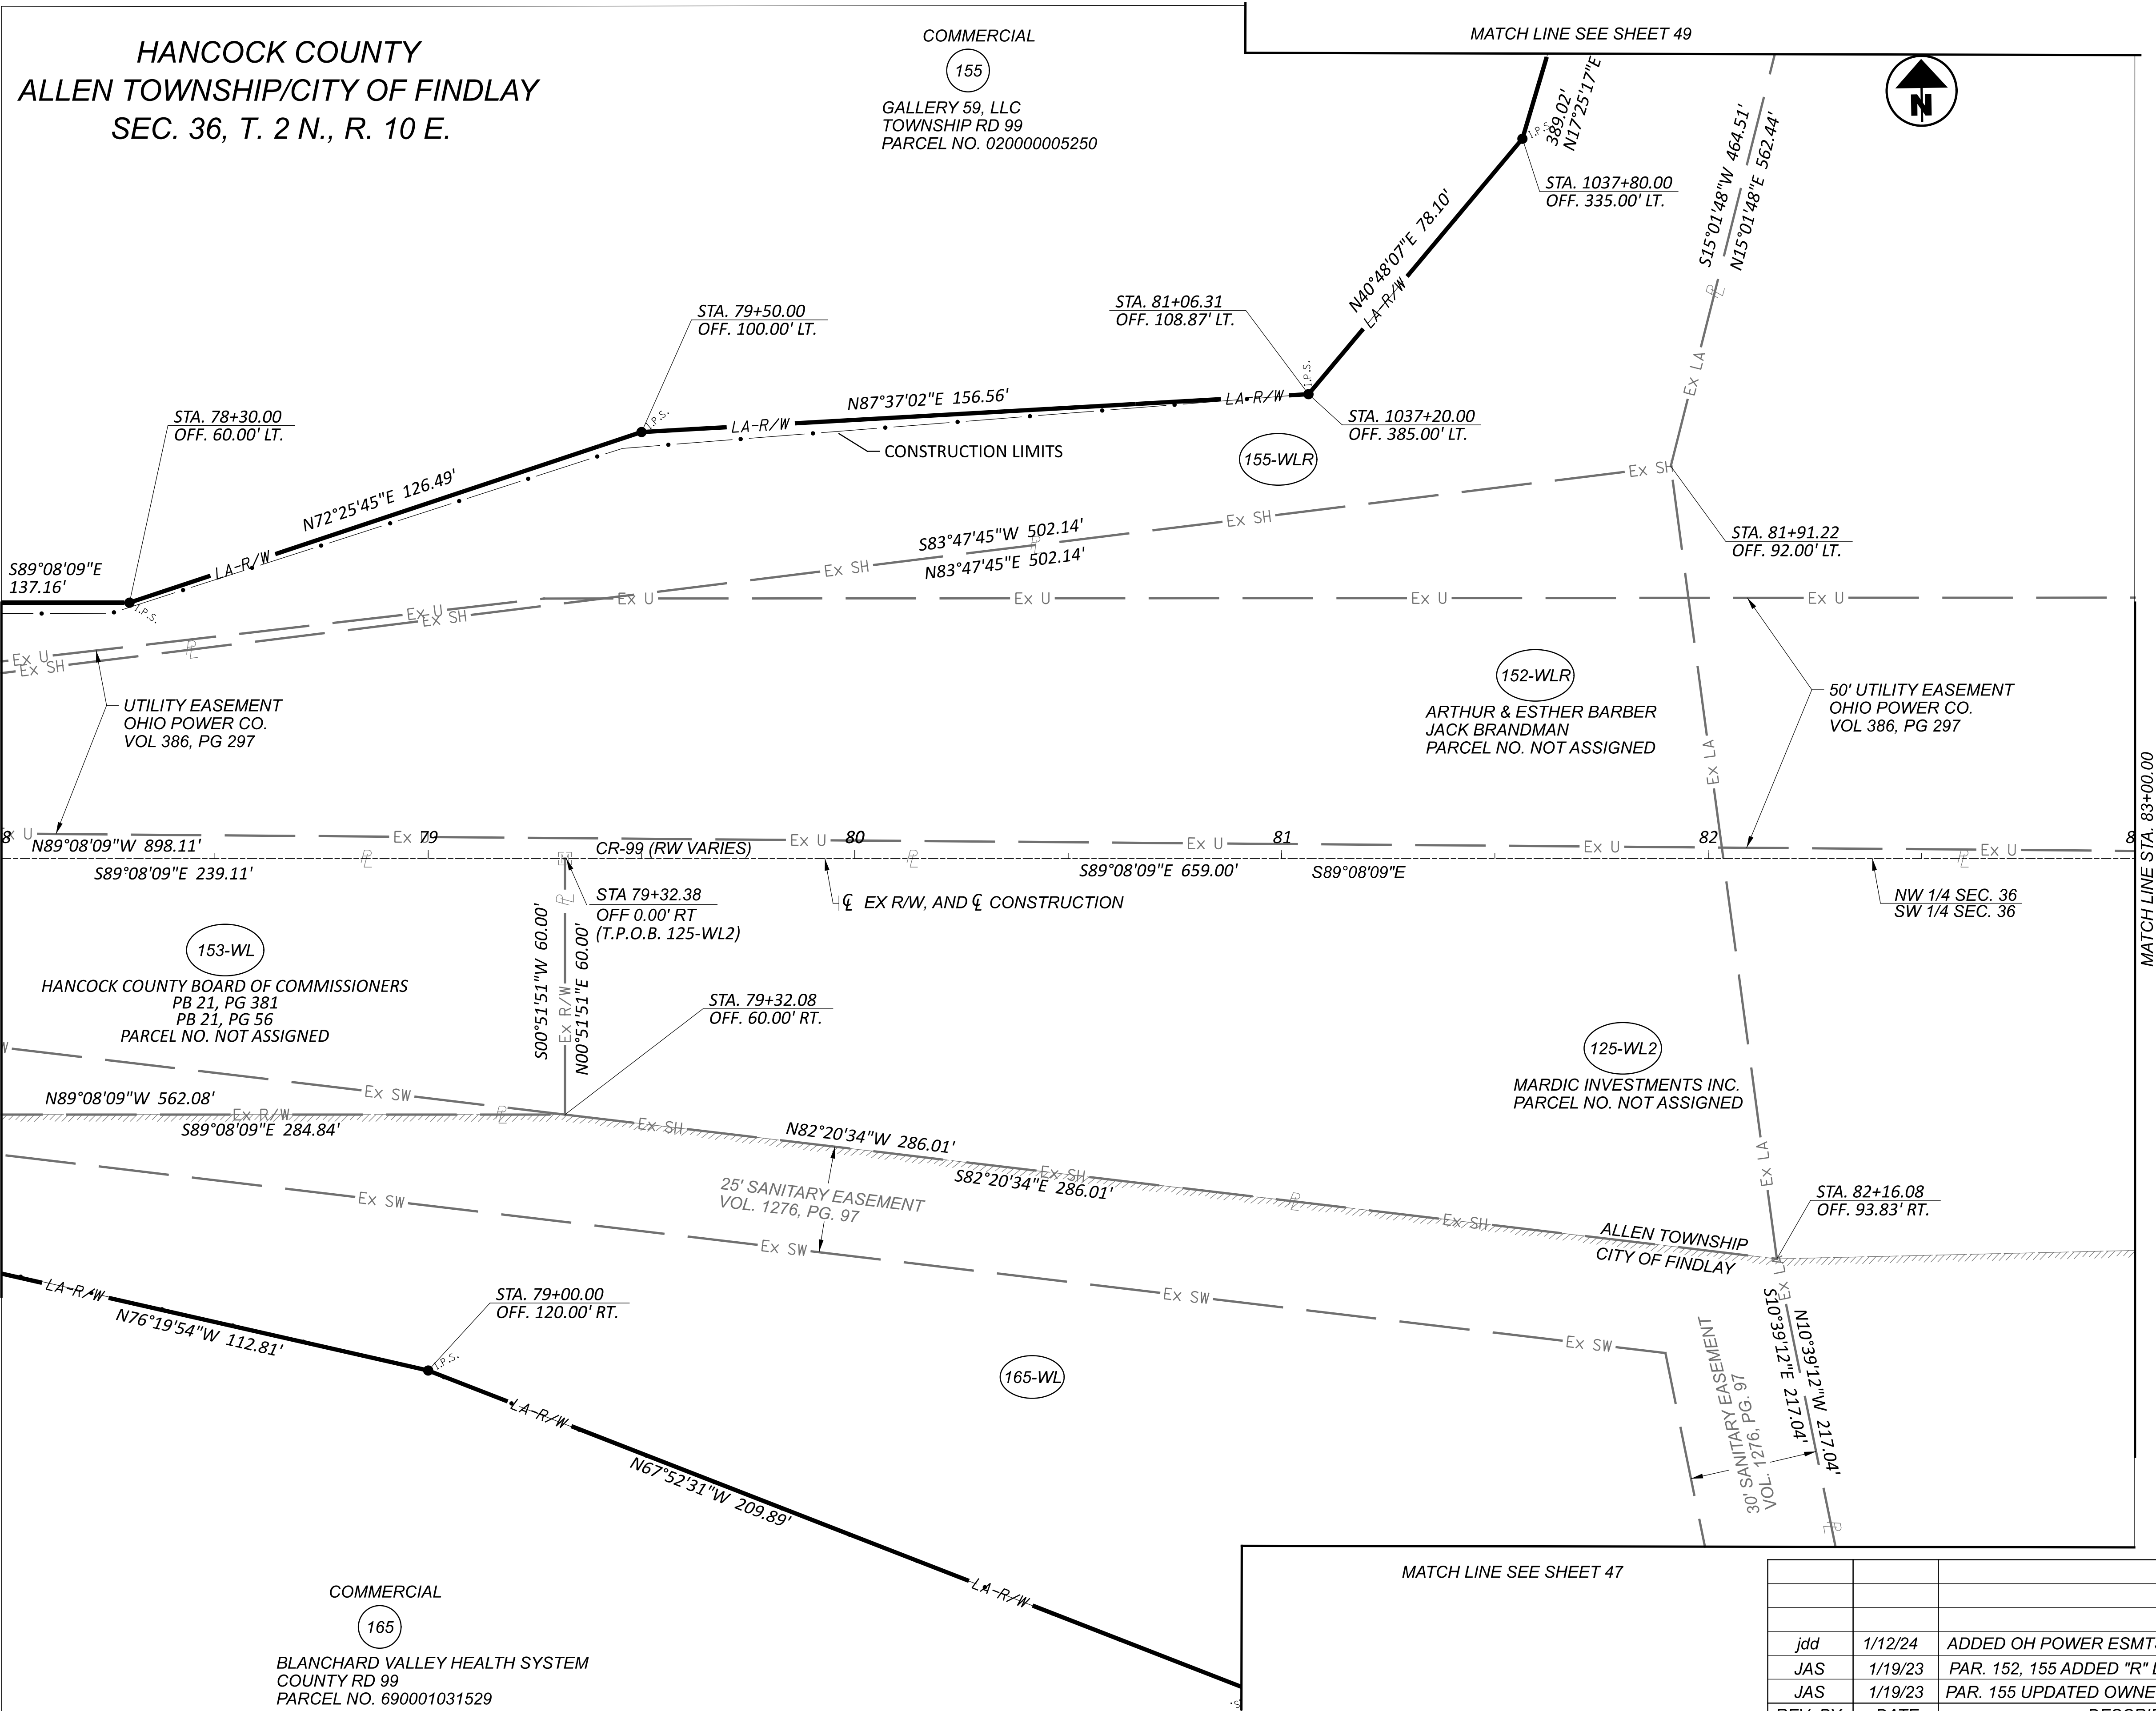 HANCOCK COUNTY
ALLEN TOWNSHIP/CITY OF FINDLAY
SEC. 36, T. 2 N., R. 10 E.
COMMERCIAL
155
GALLERY 59, LLC
TOWNSHIP RD 99
PARCEL NO. 020000005250
MATCH LINE SEE SHEET 49
N
389.02'
N17°25'17"E
I.P.S.
STA. 1037+80.00
OFF. 335.00' LT.
S15°01'48"W 464.51'
N15°01'48"E 562.44'
PL
N40°48'07"E 78.10'
LA-R/W
STA. 79+50.00
OFF. 100.00' LT.
STA. 81+06.31
OFF. 108.87' LT.
I.P.S.
Ex LA
STA. 78+30.00
OFF. 60.00' LT.
I.P.S.
LA-R/W
N87°37'02"E 156.56'
LA-R/W
STA. 1037+20.00
OFF. 385.00' LT.
CONSTRUCTION LIMITS
155-WLR
N72°25'45"E 126.49'
LA-R/W
Ex SH
Ex SH
S83°47'45"W 502.14'
PL
N83°47'45"E 502.14'
Ex SH
STA. 81+91.22
OFF. 92.00' LT.
S89°08'09"E
137.16'
I.P.S.
Ex U
Ex SH
Ex U
Ex U
Ex U
Ex U
Ex U
Ex SH
PL
UTILITY EASEMENT
OHIO POWER CO.
VOL 386, PG 297
152-WLR
ARTHUR & ESTHER BARBER
JACK BRANDMAN
PARCEL NO. NOT ASSIGNED
50' UTILITY EASEMENT
OHIO POWER CO.
VOL 386, PG 297
Ex LA
MATCH LINE STA. 83+00.00
8
Ex U
Ex U
79
Ex U
80
Ex U
81
Ex U
82
Ex U
8
N89°08'09"W 898.11'
PL
CR-99 (RW VARIES)
PL
PL
S89°08'09"E 239.11'
S89°08'09"E 659.00'
S89°08'09"E
STA 79+32.38
OFF 0.00' RT
(T.P.O.B. 125-WL2)
℄ EX R/W, AND ℄ CONSTRUCTION
NW 1/4 SEC. 36
SW 1/4 SEC. 36
153-WL
HANCOCK COUNTY BOARD OF COMMISSIONERS
PB 21, PG 381
PB 21, PG 56
PARCEL NO. NOT ASSIGNED
S00°51'51"W 60.00'
PL
Ex R/W
N00°51'51"E 60.00'
STA. 79+32.08
OFF. 60.00' RT.
125-WL2
MARDIC INVESTMENTS INC.
PARCEL NO. NOT ASSIGNED
W
Ex SW
N89°08'09"W 562.08'
Ex R/W
PL
S89°08'09"E 284.84'
Ex SH
N82°20'34"W 286.01'
Ex SH
S82°20'34"E 286.01'
PL
Ex SH
Ex LA
STA. 82+16.08
OFF. 93.83' RT.
25' SANITARY EASEMENT
VOL. 1276, PG. 97
Ex SW
Ex SW
Ex SW
Ex SW
ALLEN TOWNSHIP
CITY OF FINDLAY
Ex LA
S10°39'12"E 217.04'
N10°39'12"W 217.04'
30' SANITARY EASEMENT
VOL. 1276, PG. 97
PL
LA-R/W
N76°19'54"W 112.81'
STA. 79+00.00
OFF. 120.00' RT.
I.P.S.
LA-R/W
165-WL
N67°52'31"W 209.89'
LA-R/W
MATCH LINE SEE SHEET 47
COMMERCIAL
165
BLANCHARD VALLEY HEALTH SYSTEM
COUNTY RD 99
PARCEL NO. 690001031529
jdd 1/12/24 ADDED OH POWER ESMT
JAS 1/19/23 PAR. 152, 155 ADDED "R"
JAS 1/19/23 PAR. 155 UPDATED OWNE
REV. BY DATE